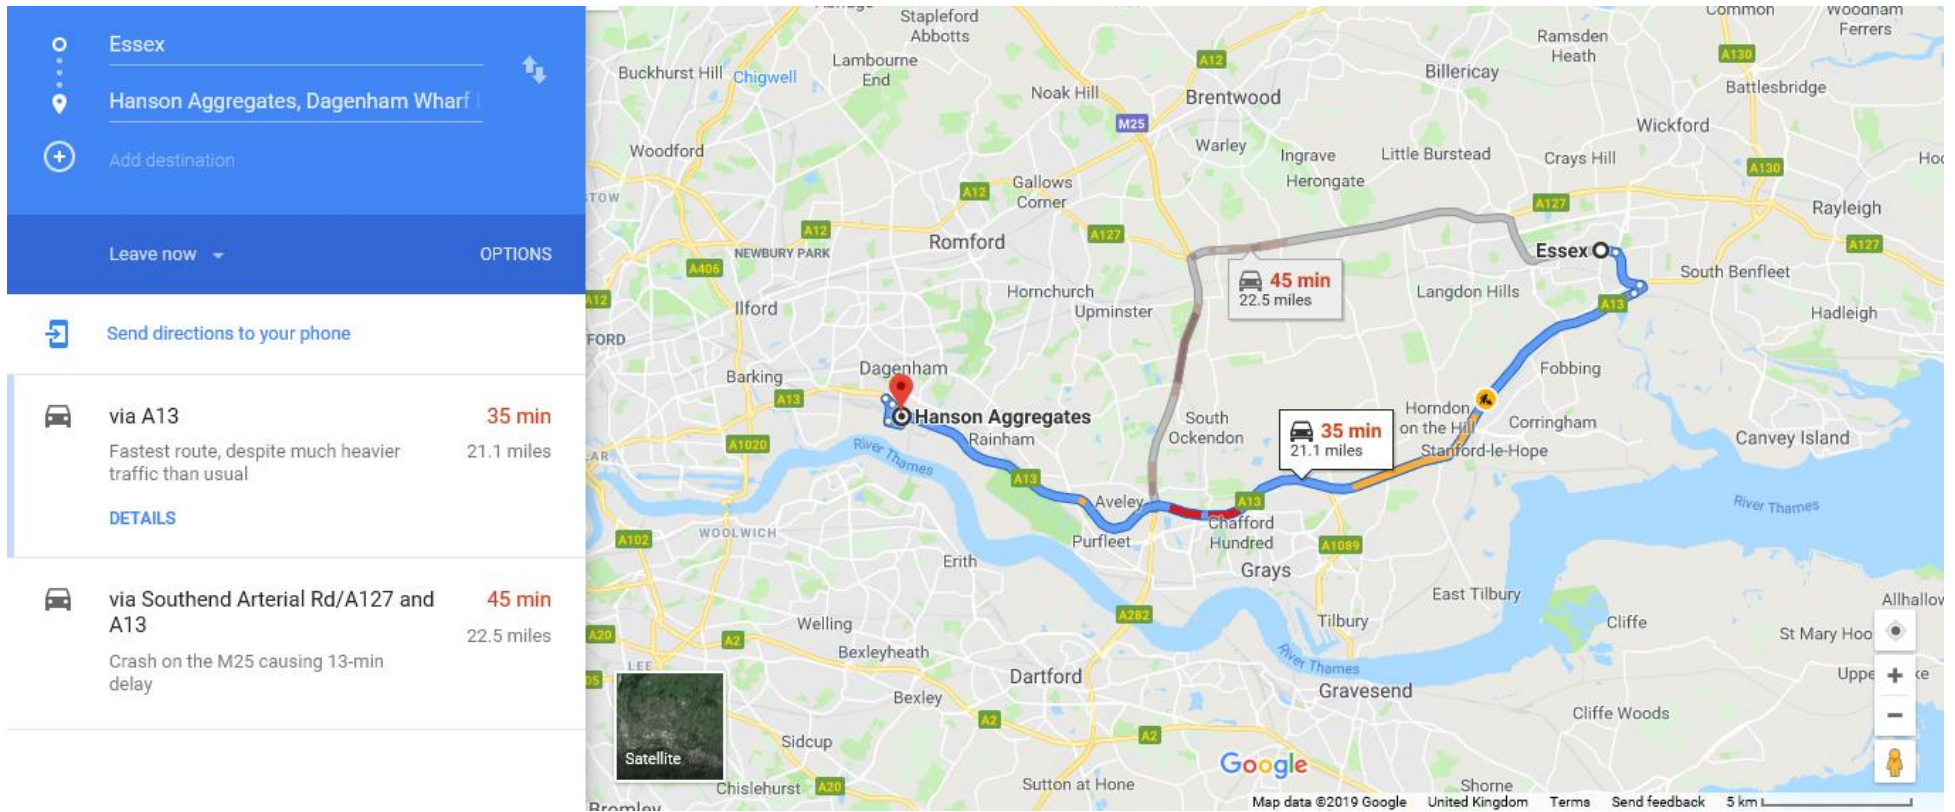 Essex
Hanson Aggregates, Dagenham Wharf
Add destination
Leave now
OPTIONS
Send directions to your phone
via A13
35 min
Fastest route, despite much heavier
21.1 miles
traffic than usual
DETAILS
via Southend Arterial Rd/A127 and
45 min
A13
22.5 miles
Crash on the M25 causing 13-min
delay
Stapleford
Abbotts
Common
Woodham
Ferrers
Ramsden
Heath
A12
A130
Lambourne
End
Buckhurst Hill
Chigwell
Billericay
Battlesbridge
Noak Hill
Brentwood
M25
Wickford
Woodford
Warley
Ingrave
Little Burstead
Crays Hill
A130
Herongate
A12
Gallows
Corner
A127
Rayleigh
A12
A127
Romford
NEWBURY PARK
Essex
A127
A406
South Benfleet
45 min
22.5 miles
A12
Hornchurch
Langdon Hills
A13
Ilford
Upminster
Hadleigh
Dagenham
Fobbing
Barking
A13
Hanson Aggregates
South
Ockendon
Horndon
on the Hill
Corringham
35 min
21.1 miles
A1020
Rainham
Canvey Island
Stanford-le-Hope
River Thames
A13
Aveley
A13
River Thames
WOOLWICH
A102
Purfleet
Chafford
Hundred
A1089
Erith
Grays
East Tilbury
Allhallow
Welling
A282
Tilbury
Cliffe
St Mary Hoo
A20
A2
Bexleyheath
LEE
River Thames
Dartford
Gravesend
Bexley
A2
Cliffe Woods
A2
Sidcup
Satellite
Google
Chislehurst
A20
Sutton at Hone
Shorne
Bromley
Map data ©2019 Google
United Kingdom
Terms
Send feedback
5 km